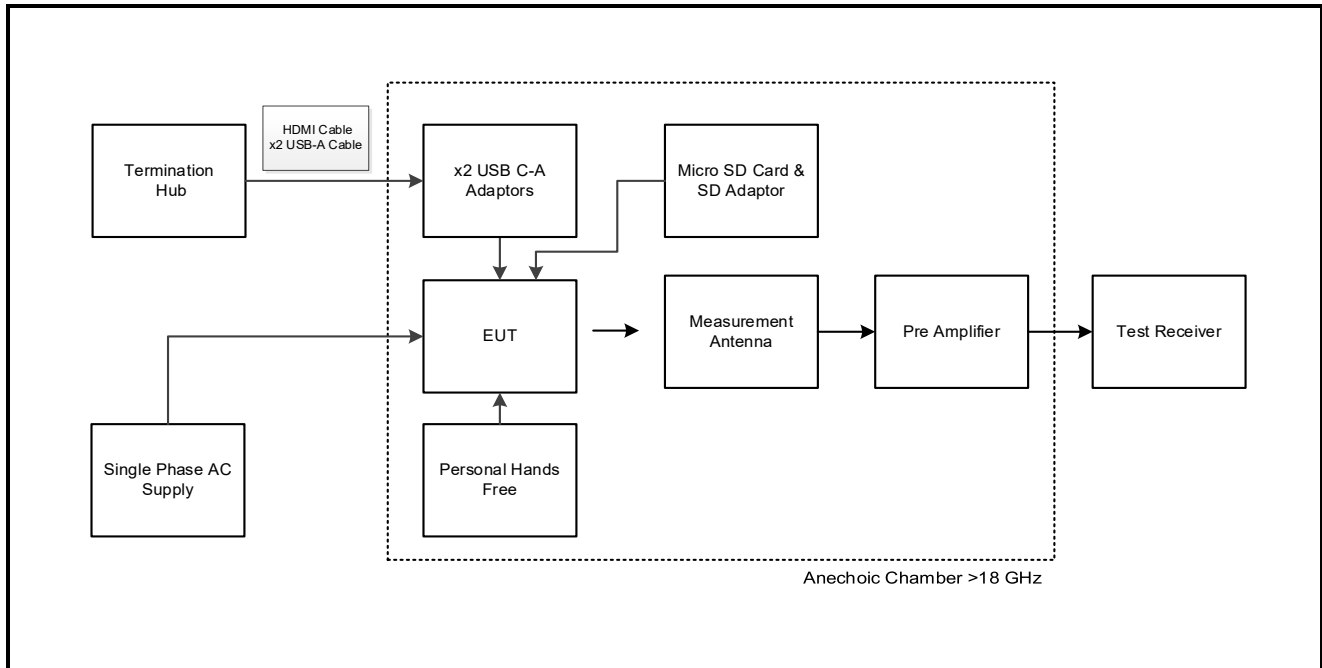 HDMI Cable
x2 USB-A Cable
Termination
Hub
x2 USB C-A
Adaptors
Micro SD Card &
SD Adaptor
EUT
Measurement
Antenna
Pre Amplifier
Test Receiver
Single Phase AC
Supply
Personal Hands
Free
Anechoic Chamber >18 GHz